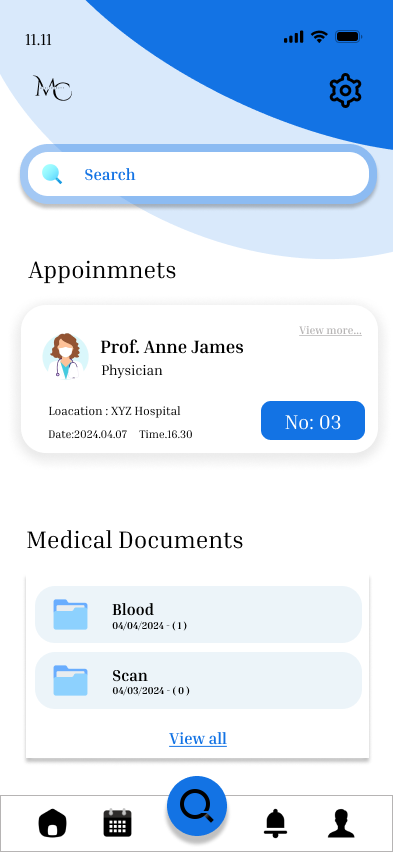 11.11
MC
Search
Appoinmnets
View more...
Prof. Anne James
Physician
Loacation : XYZ Hospital
Date:2024.04.07 Time.16.30
No: 03
Medical Documents
Blood
04/04/2024 - ( 1 )
Scan
04/03/2024 - ( 0 )
View all